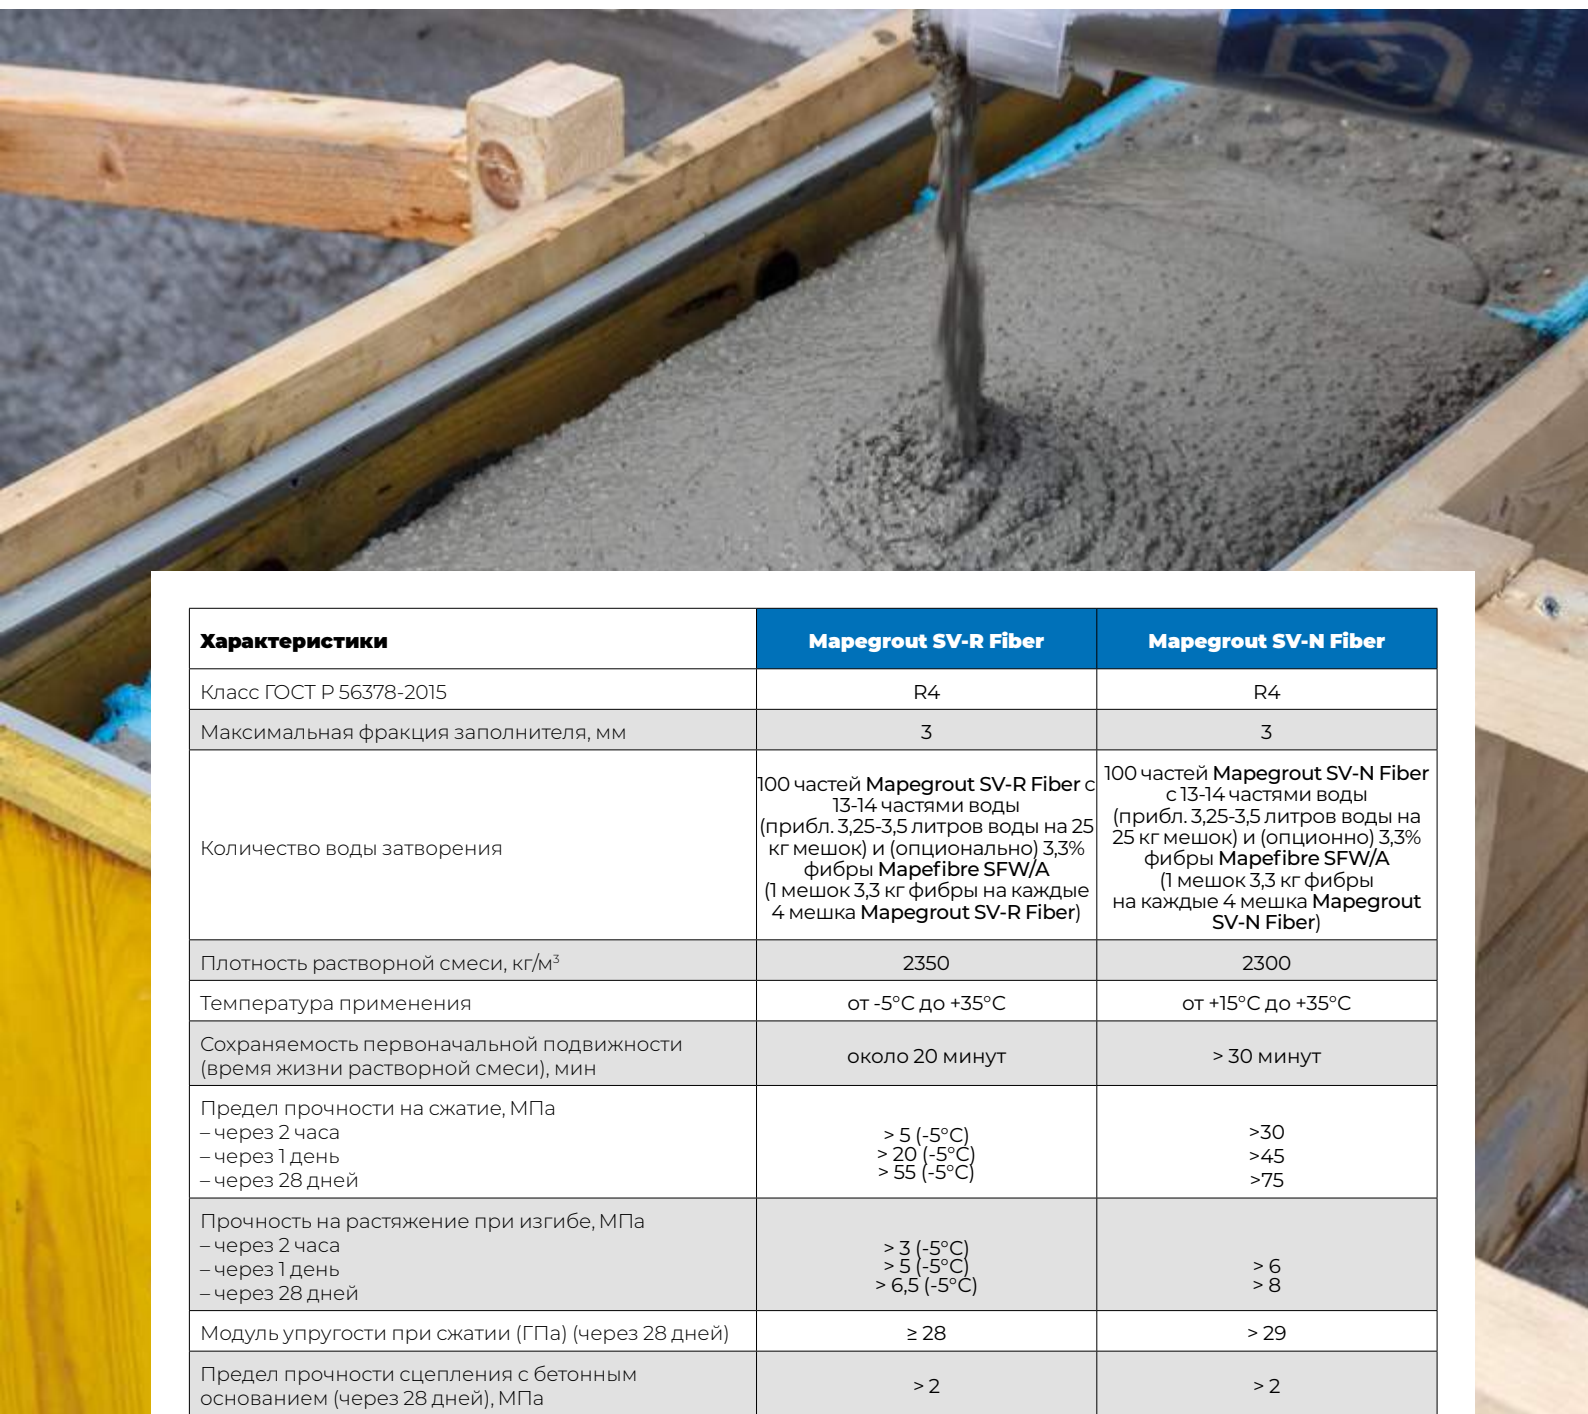 Характеристики
Mapegrout SV-R Fiber
Mapegrout SV-N Fiber
Класс ГОСТ Р 56378-2015
R4
R4
Максимальная фракция заполнителя, мм
3
3
Количество воды затворения
100 частей Mapegrout SV-R Fiber с
13-14 частями воды
(прибл. 3,25-3,5 литров воды на 25
кг мешок) и (опционально) 3,3%
фибры Mapefibre SFW/A
(1 мешок 3,3 кг фибры на каждые
4 мешка Mapegrout SV-R Fiber)
100 частей Mapegrout SV-N Fiber
с 13-14 частями воды
(прибл. 3,25-3,5 литров воды на
25 кг мешок) и (опционно) 3,3%
фибры Mapefibre SFW/A
(1 мешок 3,3 кг фибры
на каждые 4 мешка Mapegrout
SV-N Fiber)
Плотность растворной смеси, кг/м³
2350
2300
Температура применения
от -5°C до +35°C
от +15°C до +35°C
Сохраняемость первоначальной подвижности
(время жизни растворной смеси), мин
около 20 минут
> 30 минут
Предел прочности на сжатие, МПа
– через 2 часа
– через 1 день
– через 28 дней
> 5 (-5°C)
> 20 (-5°C)
> 55 (-5°C)
>30
>45
>75
Прочность на растяжение при изгибе, МПа
– через 2 часа
– через 1 день
– через 28 дней
> 3 (-5°C)
> 5 (-5°C)
> 6,5 (-5°C)
> 6
> 8
Модуль упругости при сжатии (ГПа) (через 28 дней)
≥ 28
> 29
Предел прочности сцепления с бетонным
основанием (через 28 дней), МПа
> 2
> 2